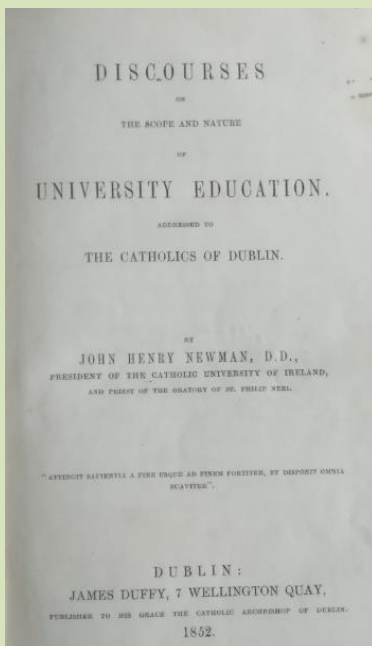 DISCOURSES
ON
THE SCOPE AND NATURE
OF
UNIVERSITY EDUCATION.
ADDRESSED TO
THE CATHOLICS OF DUBLIN.
BY
JOHN HENRY NEWMAN, D.D.,
PRESIDENT OF THE CATHOLIC UNIVERSITY OF IRELAND,
AND PRIEST OF THE ORATORY OF ST. PHILIP NERI.
"ATTINGIT SAPIENTIA A FINE USQUE AD FINEM FORTITER, ET DISPONIT OMNIA
SUAVITER".
DUBLIN:
JAMES DUFFY, 7 WELLINGTON QUAY,
PUBLISHER TO HIS GRACE THE CATHOLIC ARCHBISHOP OF DUBLIN.
1852.